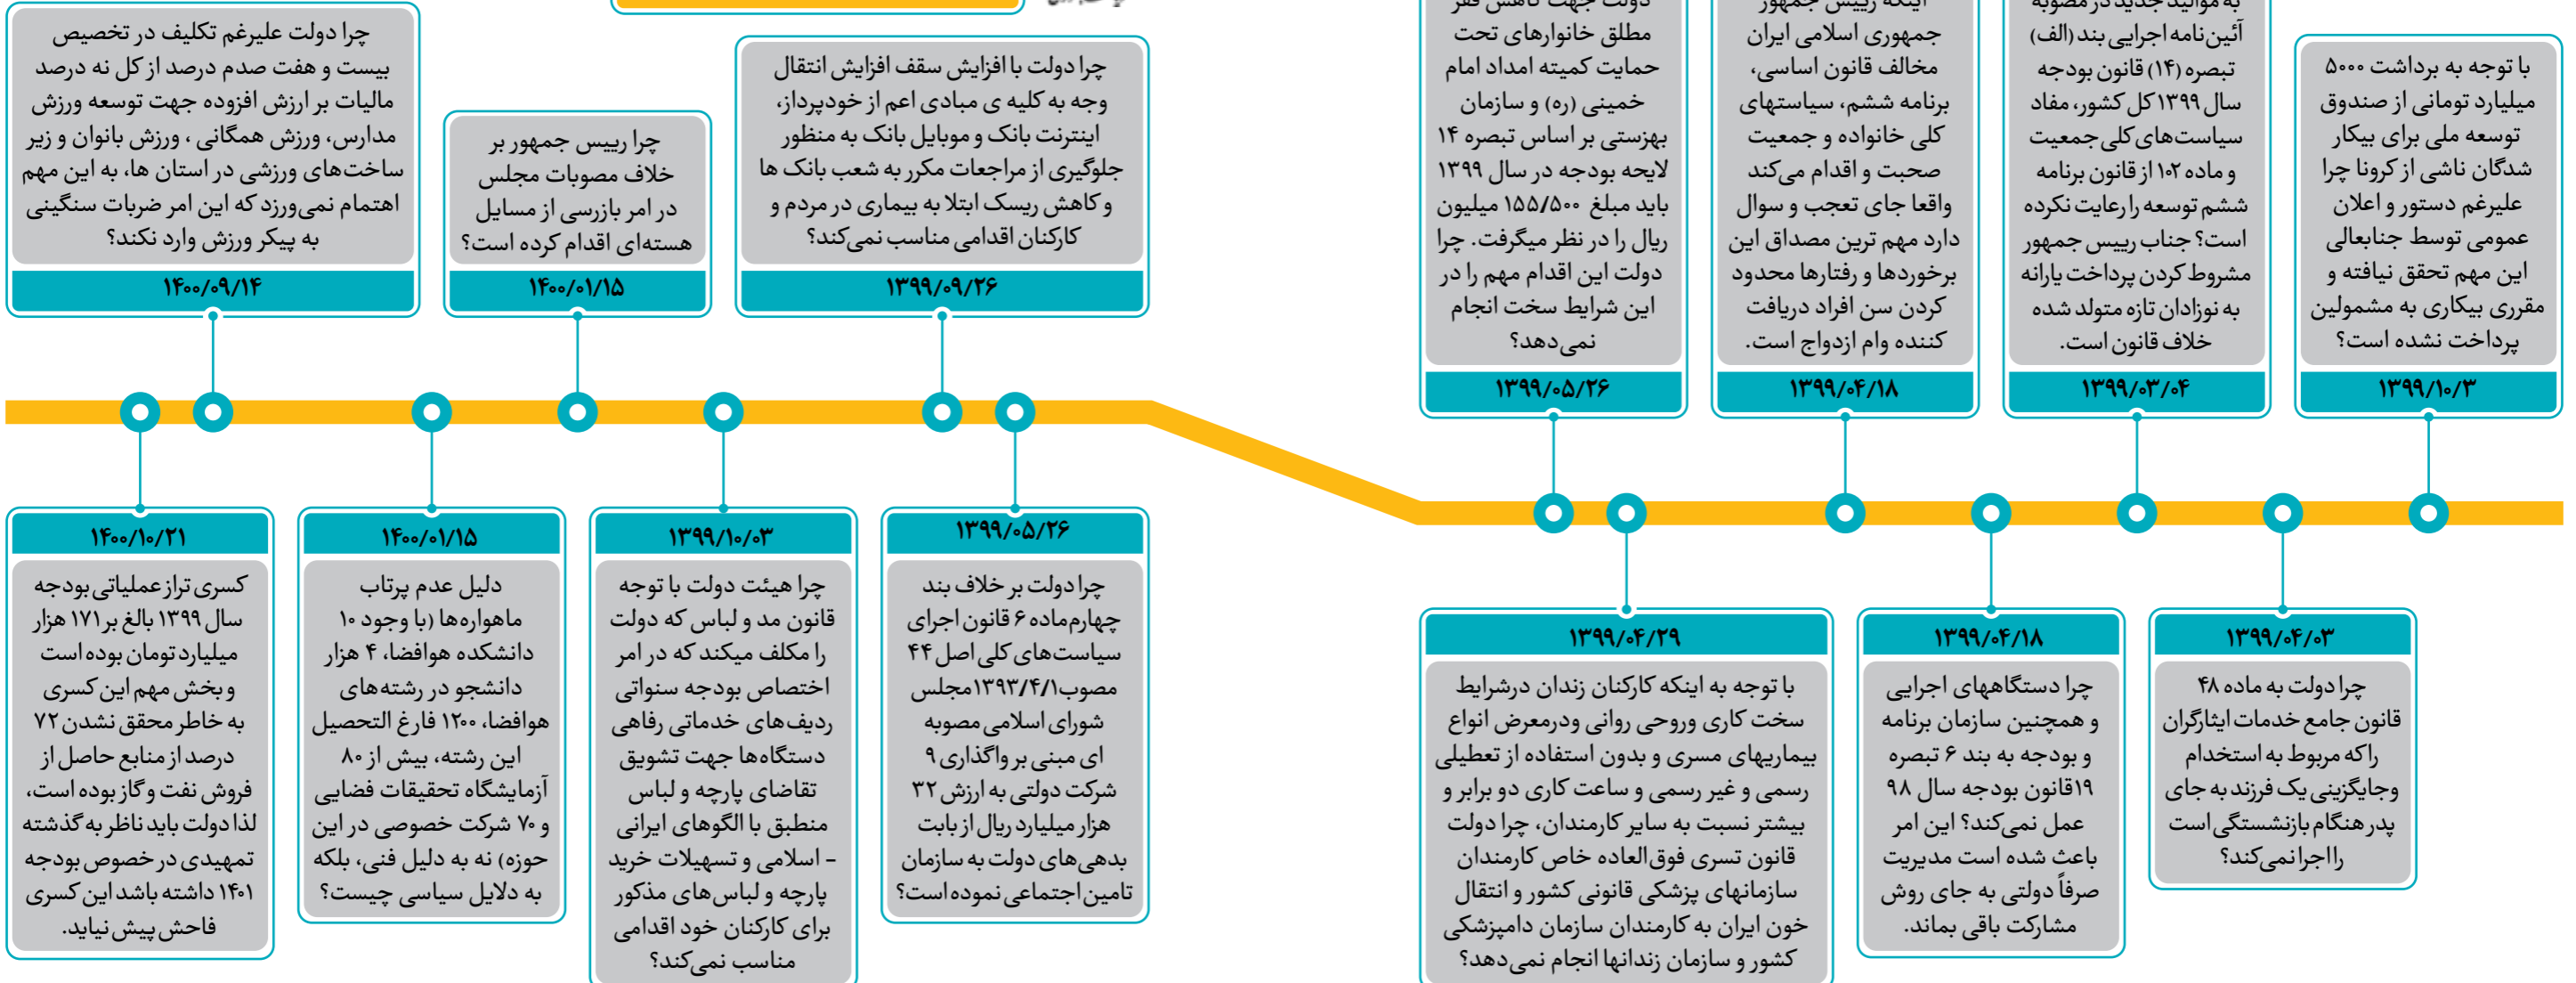 با توجه به برداشت ۵۰۰۰
میلیارد تومانی از صندوق
توسعه ملی برای بیکار
شدگان ناشی از کرونا چرا
علیرغم دستور و اعلان
عمومی توسط جنابعالی
این مهم تحقق نیافته و
مقرری بیکاری به مشمولین
پرداخت نشده است؟
۱۳۹۹/۱۰/۳
به موالید جدید در مصوبه
آئین‌نامه اجرایی بند (الف)
تبصره (۱۴) قانون بودجه
سال ۱۳۹۹ کل کشور، مفاد
سیاست‌های کلی جمعیت
و ماده ۱۰۲ از قانون برنامه
ششم توسعه را رعایت نکرده
است؟ جناب رییس جمهور
مشروط کردن پرداخت یارانه
به نوزادان تازه متولد شده
خلاف قانون است.
۱۳۹۹/۰۳/۰۴
اینکه رییس جمهور
جمهوری اسلامی ایران
مخالف قانون اساسی،
برنامه ششم، سیاستهای
کلی خانواده و جمعیت
صحبت و اقدام می‌کند
واقعا جای تعجب و سوال
دارد مهم ترین مصداق این
برخوردها و رفتارها محدود
کردن سن افراد دریافت
کننده وام ازدواج است.
۱۳۹۹/۰۴/۱۸
دولت جهت کاهش فقر
مطلق خانوارهای تحت
حمایت کمیته امداد امام
خمینی (ره) و سازمان
بهزستی بر اساس تبصره ۱۴
لایحه بودجه در سال ۱۳۹۹
باید مبلغ ۱۵۵/۵۰۰ میلیون
ریال را در نظر میگرفت. چرا
دولت این اقدام مهم را در
این شرایط سخت انجام
نمی‌دهد؟
۱۳۹۹/۰۵/۲۶
۱۳۹۹/۰۴/۰۳
چرا دولت به ماده ۴۸
قانون جامع خدمات ایثارگران
راکه مربوط به استخدام
وجایگزینی یک فرزند به جای
پدر هنگام بازنشستگی است
را اجرا نمی‌کند؟
۱۳۹۹/۰۴/۱۸
چرا دستگاههای اجرایی
و همچنین سازمان برنامه
و بودجه به بند ۶ تبصره
۱۹قانون بودجه سال ۹۸
عمل نمی‌کند؟ این امر
باعث شده است مدیریت
صرفاً دولتی به جای روش
مشارکت باقی بماند.
۱۳۹۹/۰۴/۲۹
با توجه به اینکه کارکنان زندان درشرایط
سخت کاری وروحی روانی ودرمعرض انواع
بیماریهای مسری و بدون استفاده از تعطیلی
رسمی و غیر رسمی و ساعت کاری دو برابر و
بیشتر نسبت به سایر کارمندان، چرا دولت
قانون تسری فوق‌العاده خاص کارمندان
سازمانهای پزشکی قانونی کشور و انتقال
خون ایران به کارمندان سازمان دامپزشکی
کشور و سازمان زندانها انجام نمی‌دهد؟
چرا دولت با افزایش سقف افزایش انتقال
وجه به کلیه ی مبادی اعم از خودپرداز،
اینترنت بانک و موبایل بانک به منظور
جلوگیری از مراجعات مکرر به شعب بانک ها
و کاهش ریسک ابتلا به بیماری در مردم و
کارکنان اقدامی مناسب نمی‌کند؟
۱۳۹۹/۰۹/۲۶
چرا رییس جمهور بر
خلاف مصوبات مجلس
در امر بازرسی از مسایل
هسته‌ای اقدام کرده است؟
۱۴۰۰/۰۱/۱۵
چرا دولت علیرغم تکلیف در تخصیص
بیست و هفت صدم درصد از کل نه درصد
مالیات بر ارزش افزوده جهت توسعه ورزش
مدارس، ورزش همگانی ، ورزش بانوان و زیر
ساخت‌های ورزشی در استان ها، به این مهم
اهتمام نمی‌ورزد که این امر ضربات سنگینی
به پیکر ورزش وارد نکند؟
۱۴۰۰/۰۹/۱۴
۱۳۹۹/۰۵/۲۶
چرا دولت بر خلاف بند
چهارم‌ماده ۶ قانون اجرای
سیاست‌های کلی اصل ۴۴
مصوب۱۳۹۳/۴/۱مجلس
شورای اسلامی مصوبه
ای مبنی بر واگذاری ۹
شرکت دولتی به ارزش ۳۲
هزار میلیارد ریال از بابت
بدهی‌های دولت به سازمان
تامین اجتماعی نموده است؟
۱۳۹۹/۱۰/۰۳
چرا هیئت دولت با توجه
قانون مد و لباس که دولت
را مکلف میکند که در امر
اختصاص بودجه سنواتی
ردیف‌های خدماتی رفاهی
دستگاه‌ها جهت تشویق
تقاضای پارچه و لباس
منطبق با الگوهای ایرانی
- اسلامی و تسهیلات خرید
پارچه و لباس‌های مذکور
برای کارکنان خود اقدامی
مناسب نمی‌کند؟
۱۴۰۰/۰۱/۱۵
دلیل عدم پرتاب
ماهواره‌ها (با وجود ۱۰
دانشکده هوافضا، ۴ هزار
دانشجو در رشته‌های
هوافضا، ۱۲۰۰ فارغ التحصیل
این رشته، بیش از ۸۰
آزمایشگاه تحقیقات فضایی
و ۷۰ شرکت خصوصی در این
حوزه) نه به دلیل فنی، بلکه
به دلایل سیاسی چیست؟
۱۴۰۰/۱۰/۲۱
کسری تراز عملیاتی بودجه
سال ۱۳۹۹ بالغ بر ۱۷۱ هزار
میلیارد تومان بوده است
و بخش مهم این کسری
به خاطر محقق نشدن ۷۲
درصد از منابع حاصل از
فروش نفت و گاز بوده است،
لذا دولت باید ناظر به گذشته
تمهیدی در خصوص بودجه
۱۴۰۱ داشته باشد این کسری
فاحش پیش نیاید.